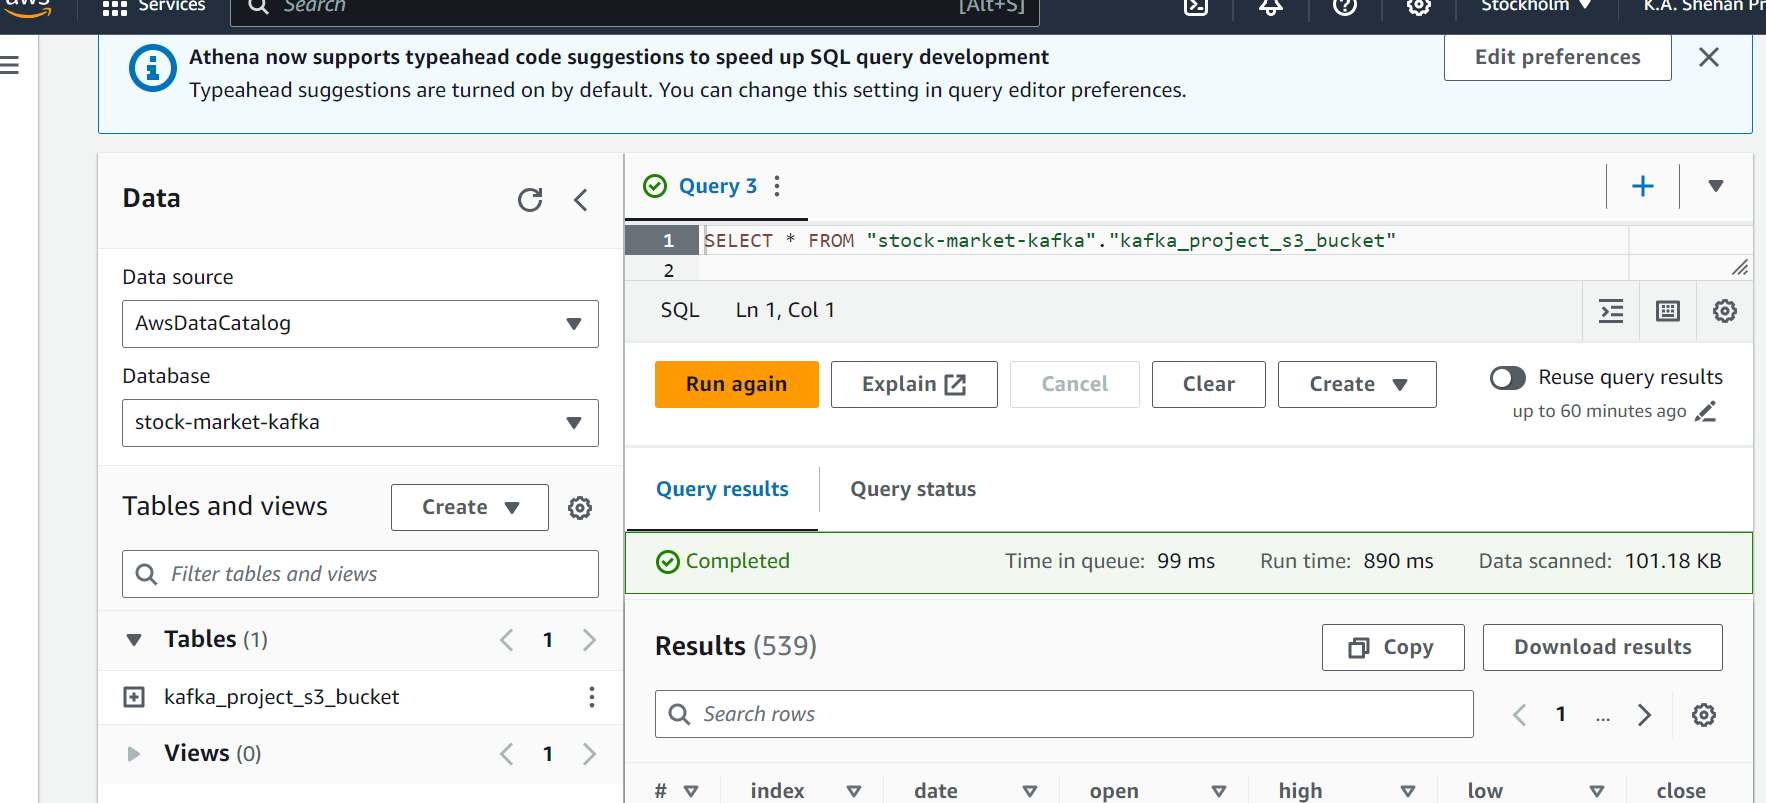 aws
Services
Search
[Alt+S]
Stockholm
K.A. Shehan Pr
Athena now supports typeahead code suggestions to speed up SQL query development
Typeahead suggestions are turned on by default. You can change this setting in query editor preferences.
Edit preferences
Data
Data source
AwsDataCatalog
Database
stock-market-kafka
Tables and views
Create
Filter tables and views
Tables (1)
1
kafka_project_s3_bucket
Views (0)
1
Query 3
1 SELECT * FROM "stock-market-kafka"."kafka_project_s3_bucket"
2
SQL Ln 1, Col 1
Run again
Explain
Cancel
Clear
Create
Reuse query results
up to 60 minutes ago
Query results
Query status
Completed
Time in queue: 99 ms Run time: 890 ms Data scanned: 101.18 KB
Results (539)
Copy
Download results
Search rows
1 ...
# index date open high low close